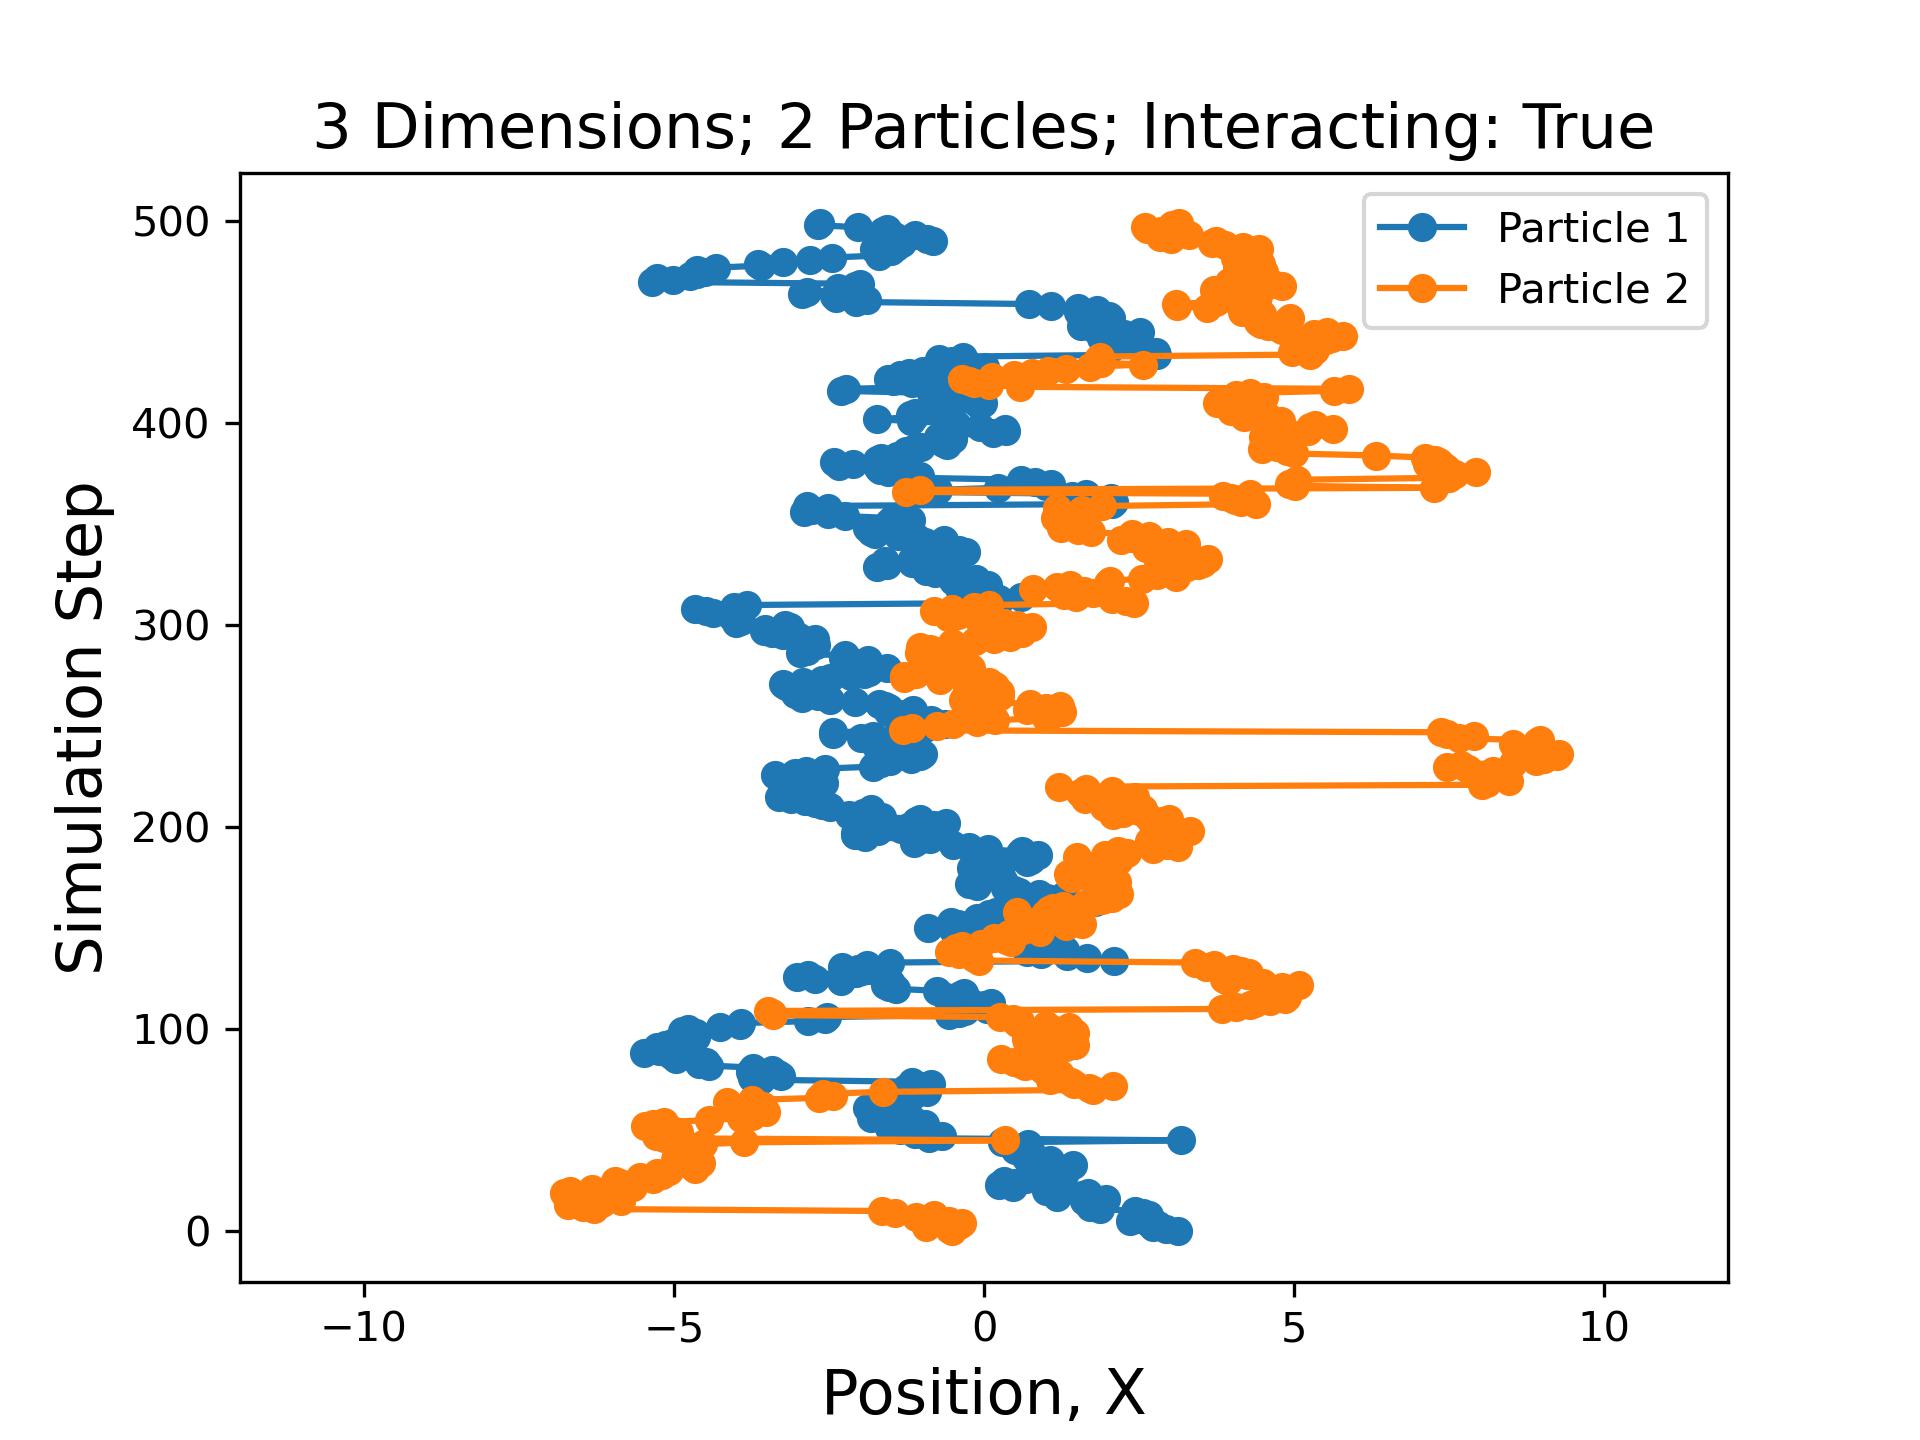 3 Dimensions; 2 Particles; Interacting: True
Particle 1
Particle 2
500
400
300
200
100
0
Simulation Step
−10 −5 0 5 10
Position, X